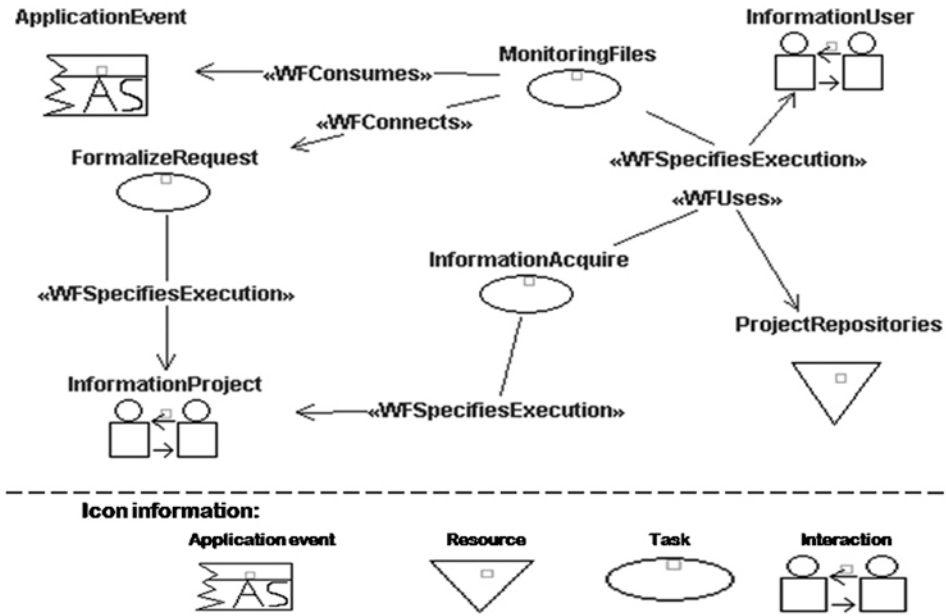 ApplicationEvent
InformationUser
MonitoringFiles
«WFConsumes»
«WFConnects»
AS
FormalizeRequest
«WFSpecifiesExecution»
«WFUses»
InformationAcquire
«WFSpecifiesExecution»
ProjectRepositories
InformationProject
«WFSpecifiesExecution»
Icon information:
Application event
Resource
Task
Interaction
AS